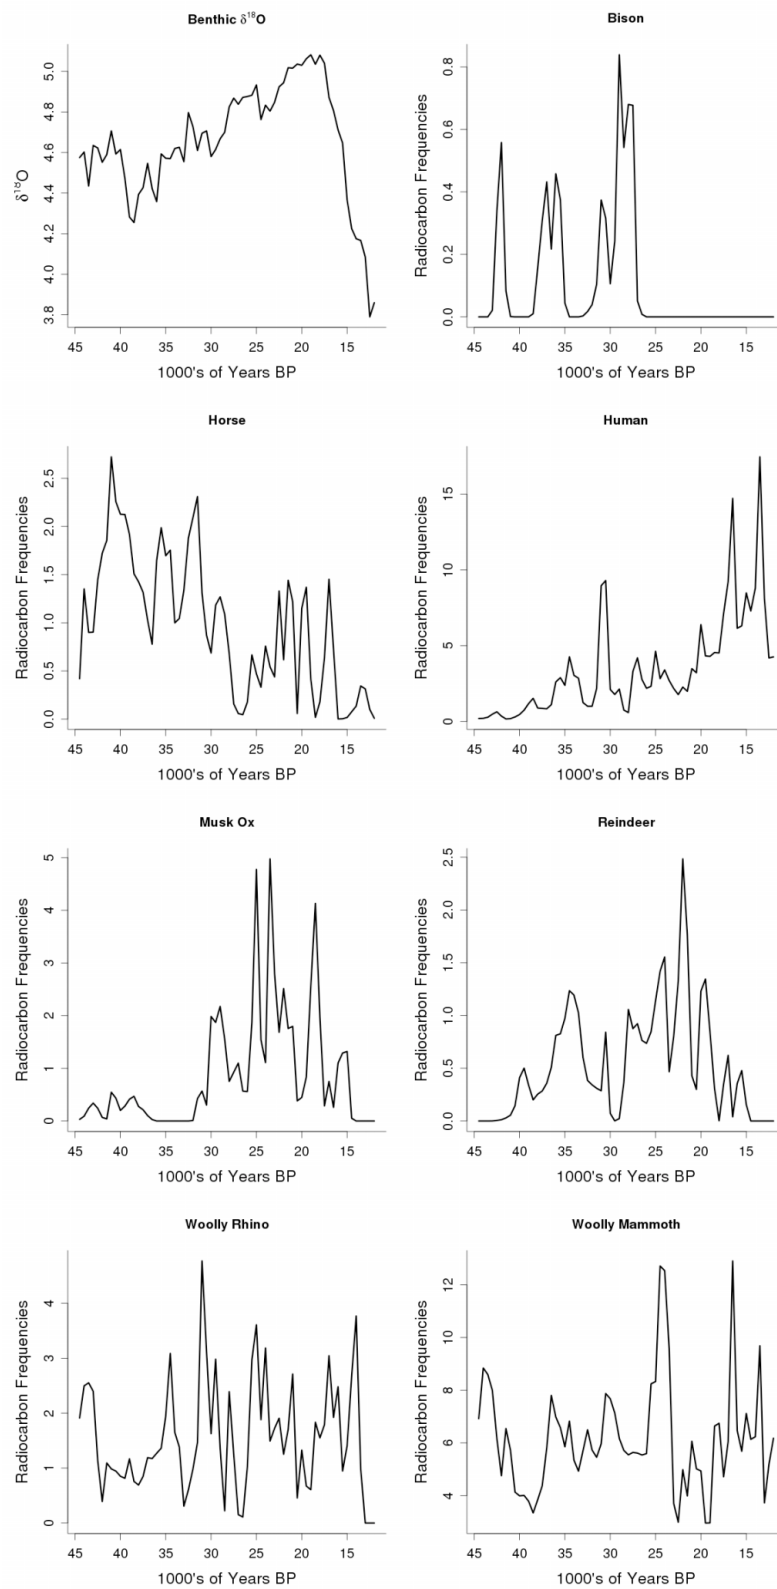 Benthic δ¹⁸O
5.0
4.8
4.6
4.4
4.2
4.0
3.8
δ¹⁸O
45 40 35 30 25 20 15
1000's of Years BP
Bison
0.8
0.6
0.4
0.2
0.0
Radiocarbon Frequencies
45 40 35 30 25 20 15
1000's of Years BP
Horse
2.5
2.0
1.5
1.0
0.5
0.0
Radiocarbon Frequencies
45 40 35 30 25 20 15
1000's of Years BP
Human
15
10
5
0
Radiocarbon Frequencies
45 40 35 30 25 20 15
1000's of Years BP
Musk Ox
5
4
3
2
1
0
Radiocarbon Frequencies
45 40 35 30 25 20 15
1000's of Years BP
Reindeer
2.5
2.0
1.5
1.0
0.5
0.0
Radiocarbon Frequencies
45 40 35 30 25 20 15
1000's of Years BP
Woolly Rhino
4
3
2
1
0
Radiocarbon Frequencies
45 40 35 30 25 20 15
1000's of Years BP
Woolly Mammoth
12
10
8
6
4
Radiocarbon Frequencies
45 40 35 30 25 20 15
1000's of Years BP